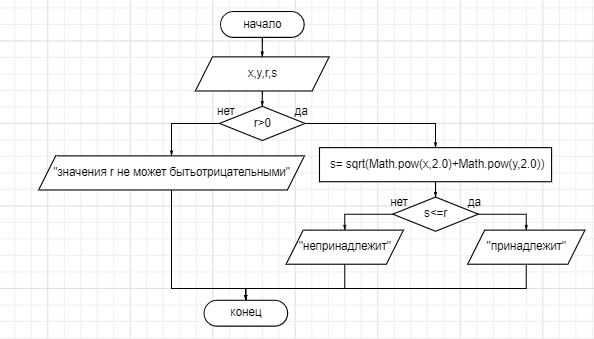 начало
x,y,r,s
нет
да
r>0
"значения r не может бытьотрицательными"
s= sqrt(Math.pow(x,2.0)+Math.pow(y,2.0))
нет
да
s<=r
"непринадлежит"
"принадлежит"
конец